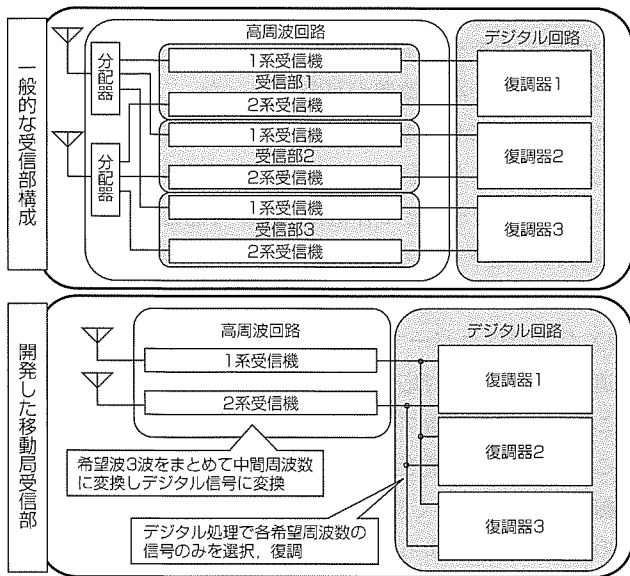 一般的な受信部構成
高周波回路
デジタル回路
分配器
分配器
1系受信機
受信部1
2系受信機
1系受信機
受信部2
2系受信機
1系受信機
受信部3
2系受信機
復調器1
復調器2
復調器3
開発した移動局受信部
高周波回路
デジタル回路
1系受信機
2系受信機
復調器1
復調器2
復調器3
希望波3波をまとめて中間周波数
に変換しデジタル信号に変換
デジタル処理で各希望周波数の
信号のみを選択，復調